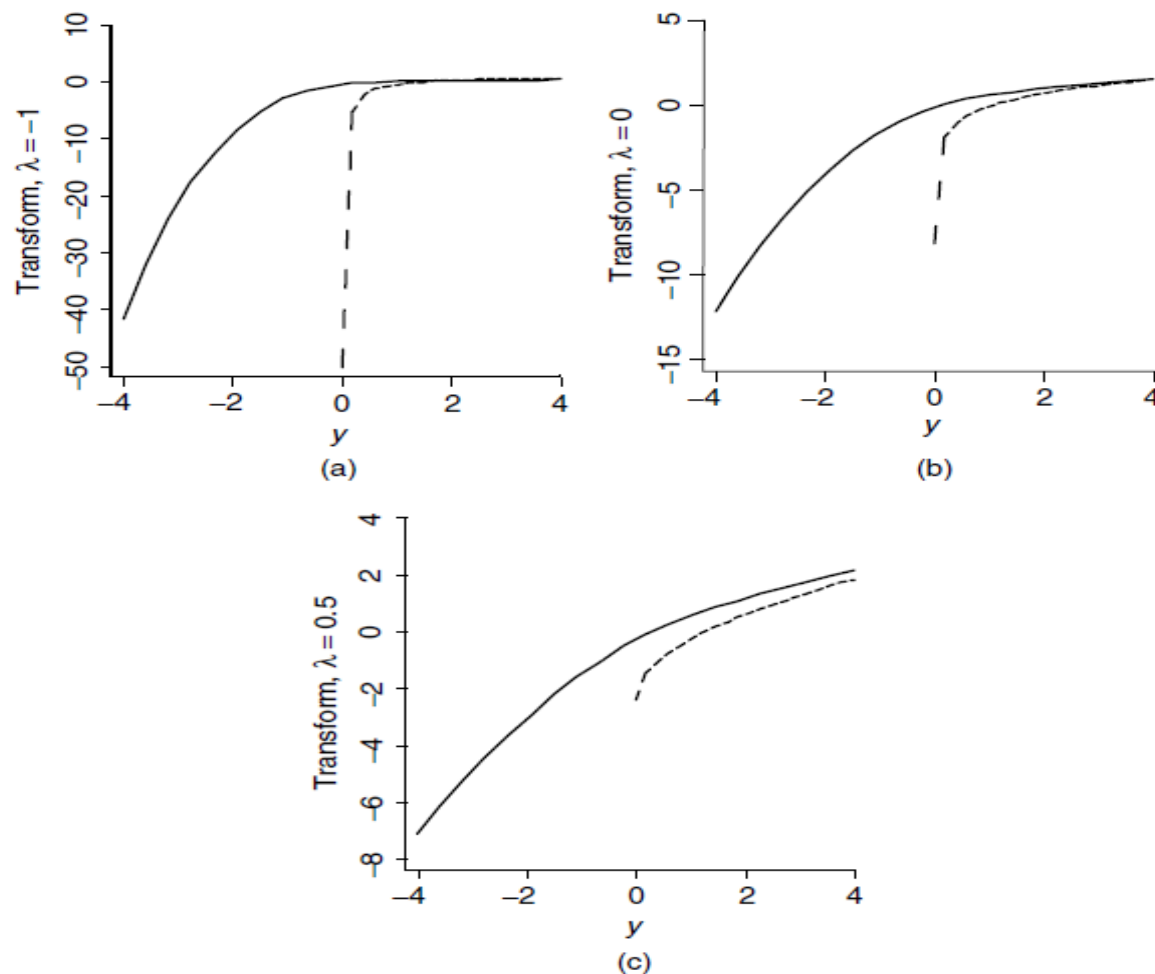 Transform, λ = −1
10
0
−10
−20
−30
−40
−50
−4 −2 0 2 4
y
(a)
Transform, λ = 0
5
0
−5
−10
−15
−4 −2 0 2 4
y
(b)
Transform, λ = 0.5
4
2
0
−2
−4
−6
−8
−4 −2 0 2 4
y
(c)